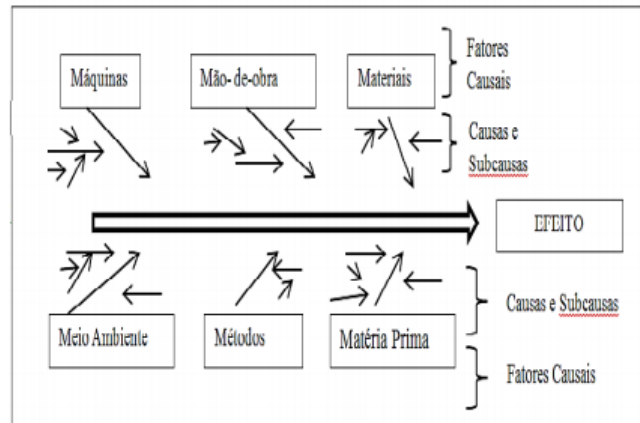 Máquinas
Mão- de-obra
Materiais
Fatores
Causais
Causas e
Subcausas
EFEITO
Causas e Subcausas
Meio Ambiente
Métodos
Matéria Prima
Fatores Causais